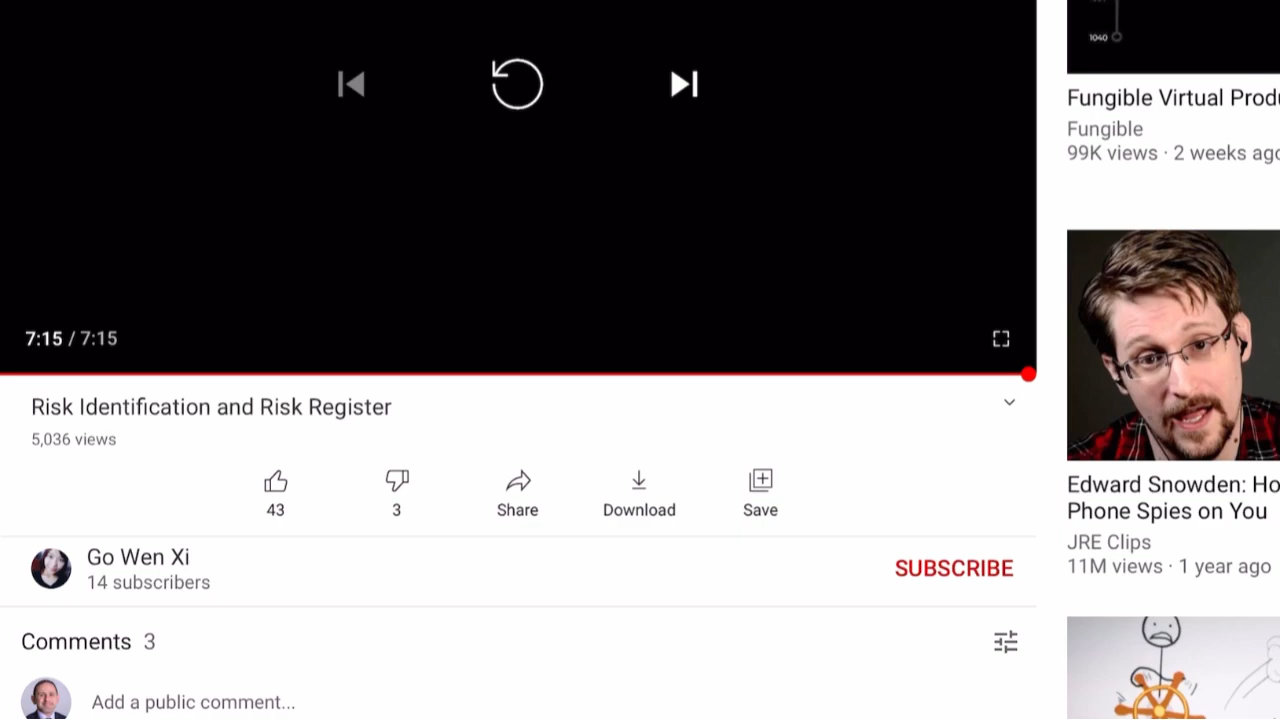 1040
Fungible Virtual Prod
Fungible
99K views · 2 weeks ago
7:15 / 7:15
Risk Identification and Risk Register
5,036 views
43
3
Share
Download
Save
Go Wen Xi
14 subscribers
SUBSCRIBE
Edward Snowden: Ho
Phone Spies on You
JRE Clips
11M views · 1 year ago
Comments 3
Add a public comment...